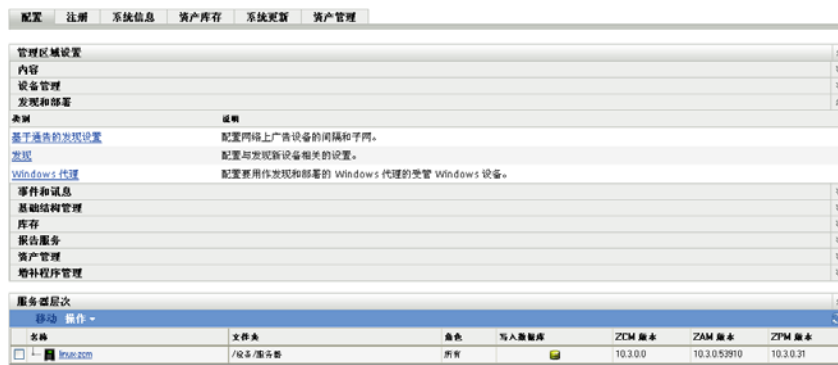 配置 注册 系统信息 资产库存 系统更新 资产管理
管理区域设置
内容
设备管理
发现和部署
类别 说明
基于通告的发现设置 配置网络上广告设备的间隔和子网。
发现 配置与发现新设备相关的设置。
Windows 代理 配置要用作发现和部署的 Windows 代理的受管 Windows 设备。
事件和讯息
基础结构管理
库存
报告服务
资产管理
增补程序管理
服务器层次
移动 操作
名称 文件夹 角色 写入数据库 ZCM 版本 ZAM 版本 ZPM 版本
linux-zcm /设备/服务器 所有 10.3.0.0 10.3.0.53910 10.3.0.31